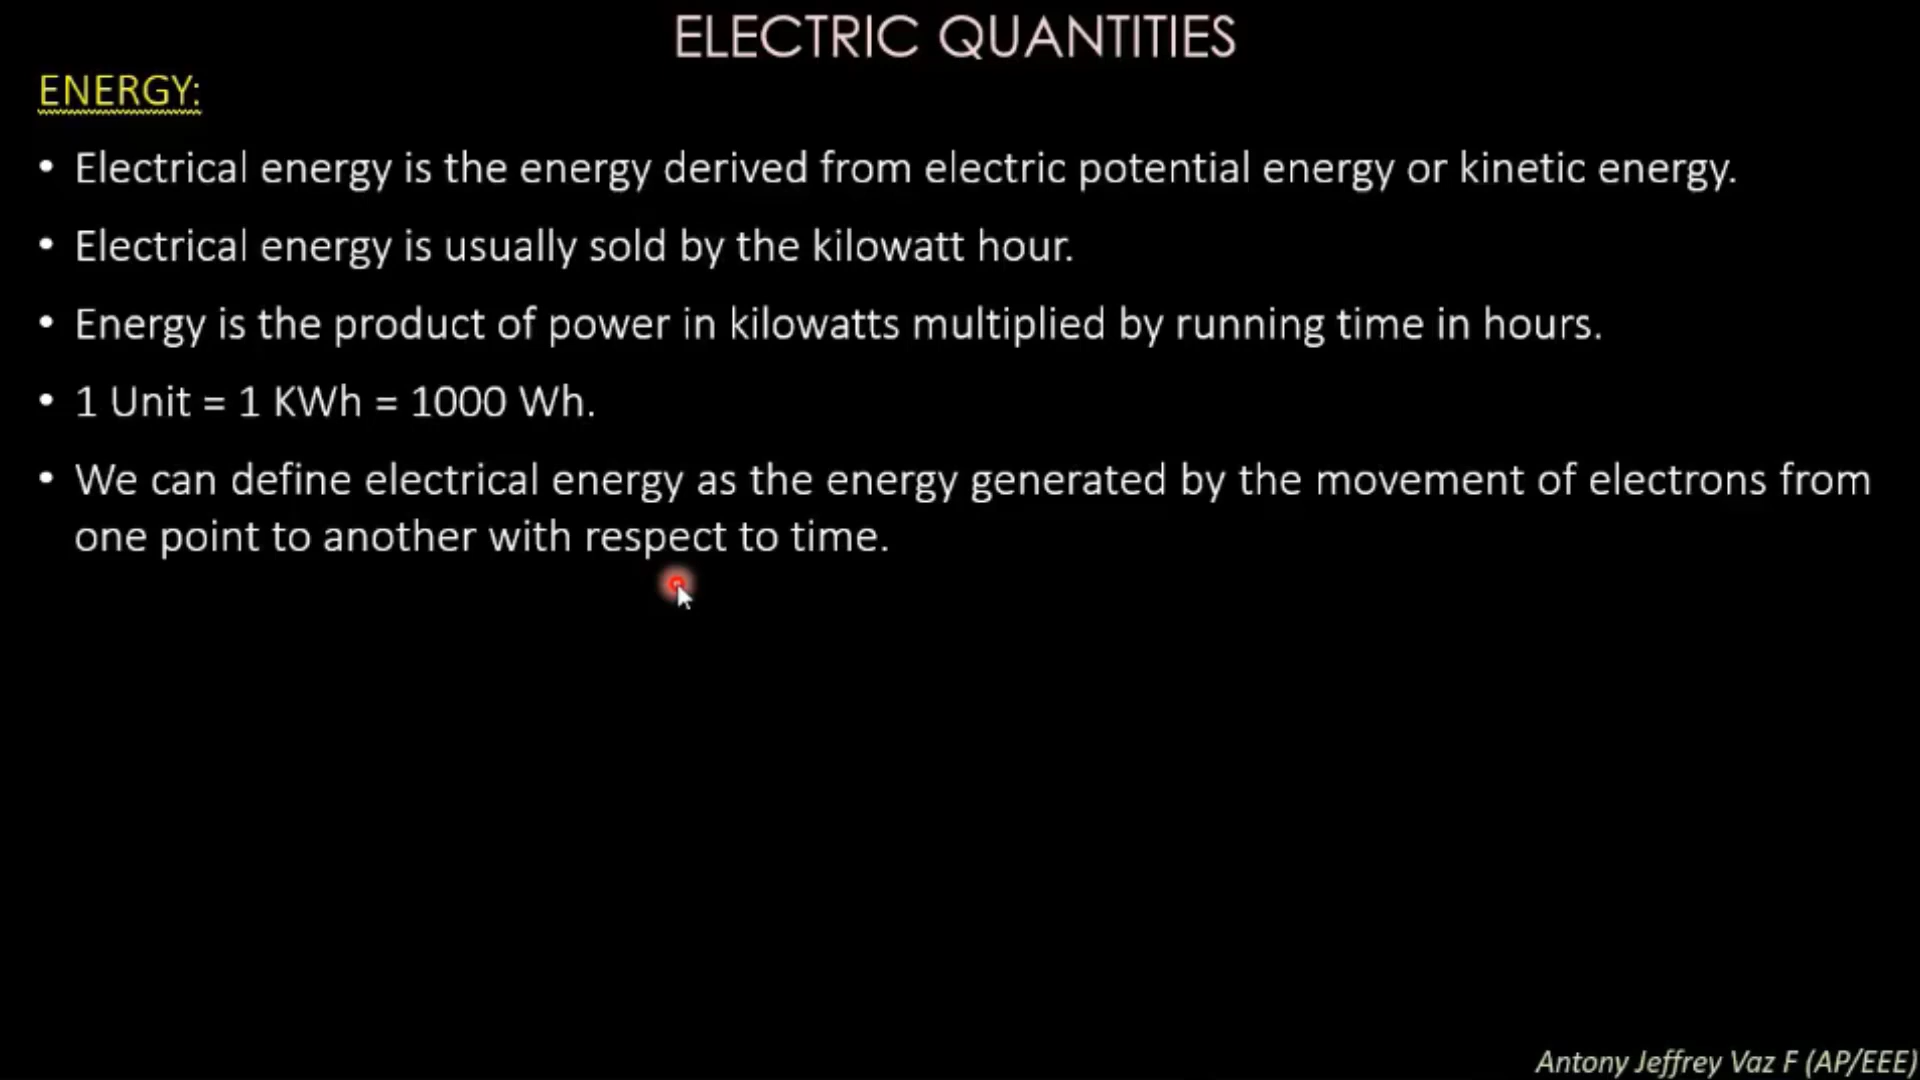 ELECTRIC QUANTITIES
ENERGY:
• Electrical energy is the energy derived from electric potential energy or kinetic energy.
• Electrical energy is usually sold by the kilowatt hour.
• Energy is the product of power in kilowatts multiplied by running time in hours.
• 1 Unit = 1 KWh = 1000 Wh.
• We can define electrical energy as the energy generated by the movement of electrons from
one point to another with respect to time.
Antony Jeffrey Vaz F (AP/EEE)